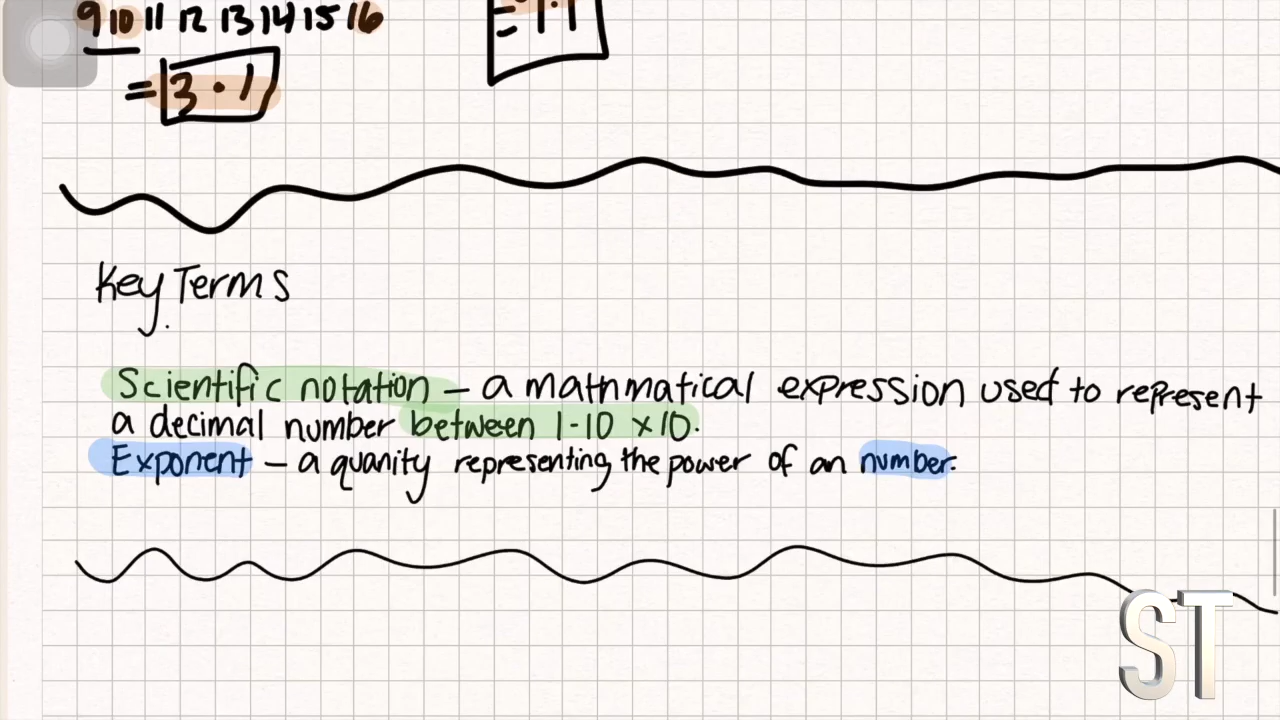 9 10 11 12 13 14 15 16
= 3.1
Key Terms
Scientific notation – a mathmatical expression used to represent
a decimal number between 1-10 x10.
Exponent – a quanity representing the power of an number.
ST